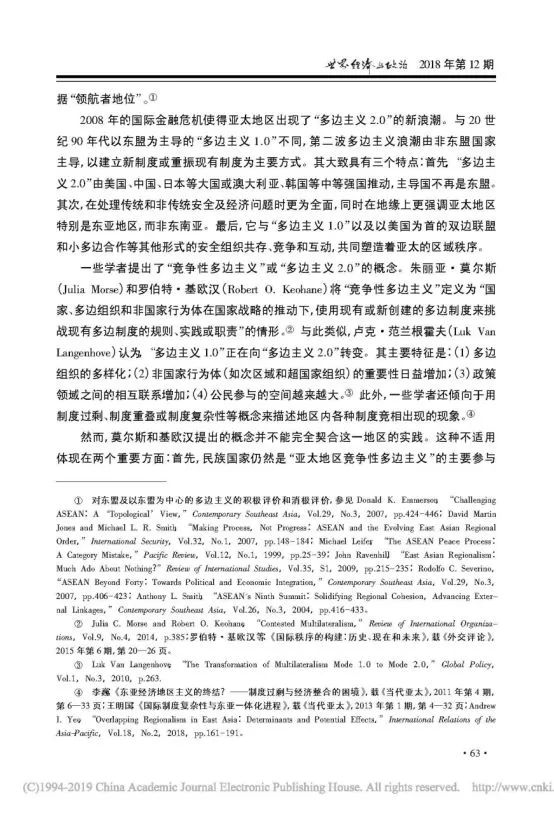 世界经济与政治 2018 年第 12 期
据“领航者地位”。①
2008 年的国际金融危机使得亚太地区出现了“多边主义 2.0”的新浪潮。与 20 世
纪 90 年代以东盟为主导的“多边主义 1.0”不同,第二波多边主义浪潮由非东盟国家
主导,以建立新制度或重振现有制度为主要方式。其大致具有三个特点:首先 “多边主
义 2.0”由美国、中国、日本等大国或澳大利亚、韩国等中等强国推动,主导国不再是东盟。
其次,在处理传统和非传统安全及经济问题时更为全面,同时在地缘上更强调亚太地区
特别是东亚地区,而非东南亚。最后,它与“多边主义 1.0”以及以美国为首的双边联盟
和小多边合作等其他形式的安全组织共存、竞争和互动,共同塑造着亚太的区域秩序。
一些学者提出了“竞争性多边主义”或“多边主义 2.0”的概念。朱丽亚·莫尔斯
(Julia Morse)和罗伯特·基欧汉(Robert O. Keohane)将“竞争性多边主义”定义为“国
家、多边组织和非国家行为体在国家战略的推动下,使用现有或新创建的多边制度来挑
战现有多边制度的规则、实践或职责”的情形。② 与此类似,卢克·范兰根霍夫(Luk Van
Langenhove)认为 “多边主义 1.0”正在向“多边主义 2.0”转变。其主要特征是:(1)多边
组织的多样化;(2)非国家行为体(如次区域和超国家组织)的重要性日益增加;(3)政策
领域之间的相互联系增加;(4)公民参与的空间越来越大。③ 此外,一些学者还倾向于用
制度过剩、制度重叠或制度复杂性等概念来描述地区内各种制度竞相出现的现象。④
然而,莫尔斯和基欧汉提出的概念并不能完全契合这一地区的实践。这种不适用
体现在两个重要方面:首先,民族国家仍然是“亚太地区竞争性多边主义”的主要参与
① 对东盟及以东盟为中心的多边主义的积极评价和消极评价,参见 Donald K. Emmerson, “Challenging
ASEAN: A ‘Topological’ View,” Contemporary Southeast Asia, Vol.29, No.3, 2007, pp.424-446; David Martin
Jones and Michael L. R. Smith, “Making Process, Not Progress: ASEAN and the Evolving East Asian Regional
Order,” International Security, Vol.32, No.1, 2007, pp.148-184; Michael Leifer, “The ASEAN Peace Process:
A Category Mistake,” Pacific Review, Vol.12, No.1, 1999, pp.25-39; John Ravenhill, “East Asian Regionalism:
Much Ado About Nothing?” Review of International Studies, Vol.35, S1, 2009, pp.215-235; Rodolfo C. Severino,
“ASEAN Beyond Forty: Towards Political and Economic Integration,” Contemporary Southeast Asia, Vol.29, No.3,
2007, pp.406-423; Anthony L. Smith, “ASEAN's Ninth Summit: Solidifying Regional Cohesion, Advancing Exter-
nal Linkages,” Contemporary Southeast Asia, Vol.26, No.3, 2004, pp.416-433。
② Julia C. Morse and Robert O. Keohane, “Contested Multilateralism,” Review of International Organiza-
tions, Vol.9, No.4, 2014, p.385;罗伯特·基欧汉等《国际秩序的构建:历史、现在和未来》,载《外交评论》,
2015 年第 6 期,第 20—26 页。
③ Luk Van Langenhove, “The Transformation of Multilateralism Mode 1.0 to Mode 2.0,” Global Policy,
Vol.1, No.3, 2010, p.263.
④ 李巍《东亚经济地区主义的终结? ——制度过剩与经济整合的困境》,载《当代亚太》,2011 年第 4 期,
第 6—33 页;王明国《国际制度复杂性与东亚一体化进程》,载《当代亚太》,2013 年第 1 期,第 4—32 页;Andrew
I. Yeo, “Overlapping Regionalism in East Asia: Determinants and Potential Effects,” International Relations of the
Asia-Pacific, Vol.18, No.2, 2018, pp.161-191。
·63·
(C)1994-2019 China Academic Journal Electronic Publishing House. All rights reserved. http://www.cnki.